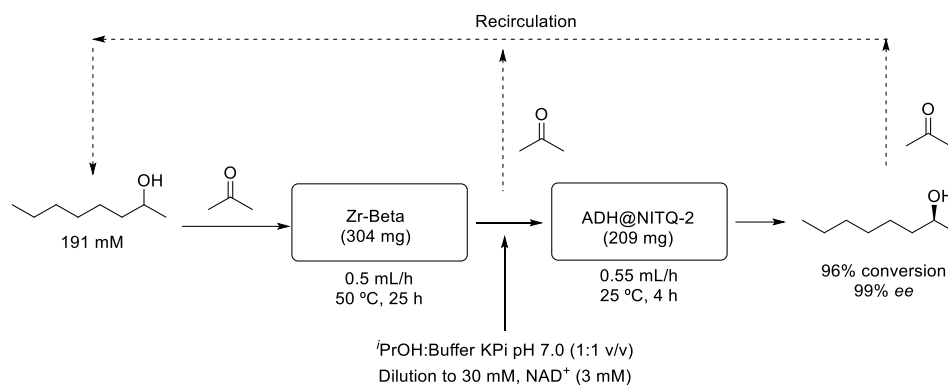 Recirculation
O
O
OH
O
OH
Zr-Beta
(304 mg)
ADH@NITQ-2
(209 mg)
191 mM
0.5 mL/h
50 ºC, 25 h
0.55 mL/h
25 ºC, 4 h
96% conversion
99% ee
iPrOH:Buffer KPi pH 7.0 (1:1 v/v)
Dilution to 30 mM, NAD+ (3 mM)